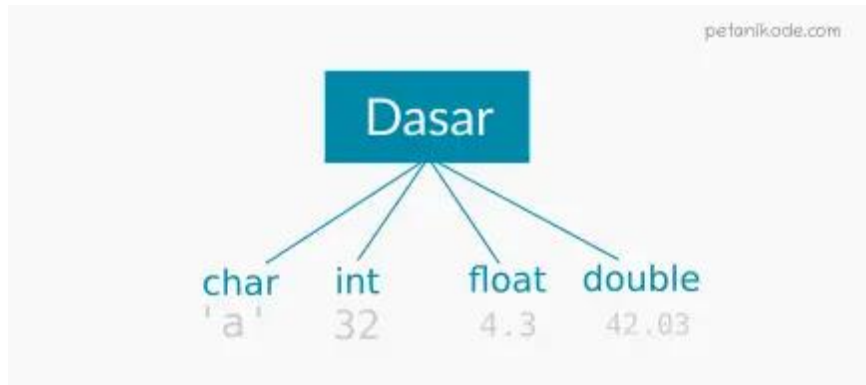 petanikode.com
Dasar
char int float double
'a' 32 4.3 42.03